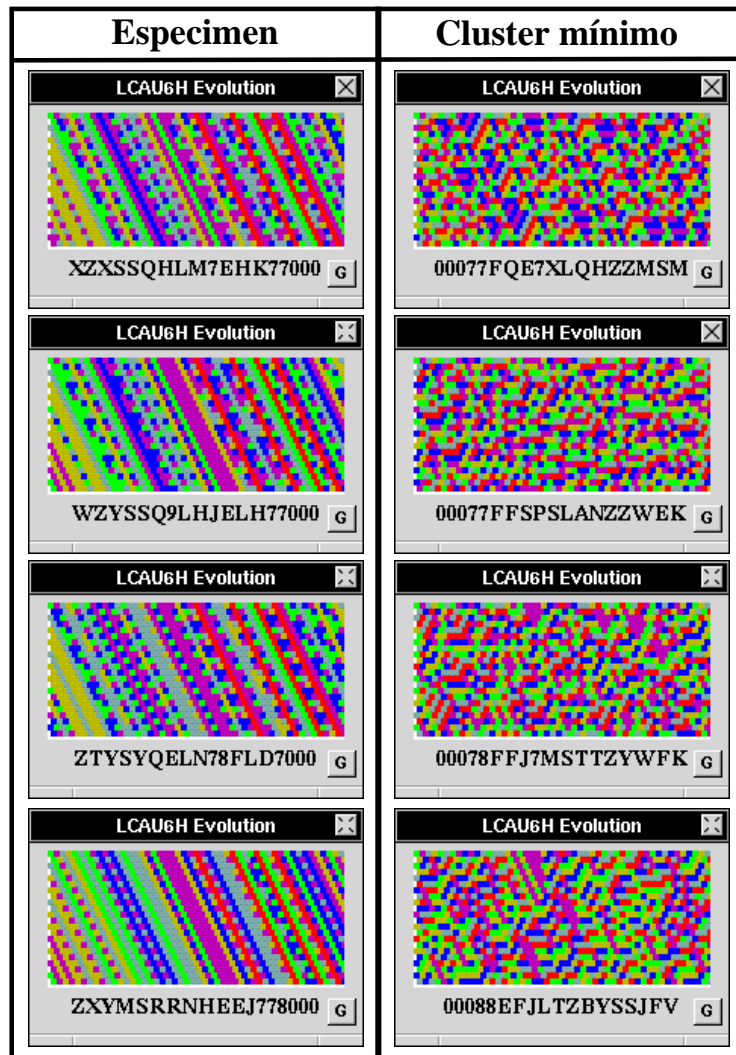 Especimen
Cluster mínimo
LCAU6H Evolution
LCAU6H Evolution
XZXSSQHLM7EHK77000 G
00077FQE7XLQHZZMSM G
LCAU6H Evolution
LCAU6H Evolution
WZYSSQ9LHJELH77000 G
00077FFSPSLANZZWEK G
LCAU6H Evolution
LCAU6H Evolution
ZTYSYQELN78FLD7000 G
00078FFJ7MSTTZYWFK G
LCAU6H Evolution
LCAU6H Evolution
ZXYMSRRNHEEJ778000 G
00088EFJLTZBYSSJFV G